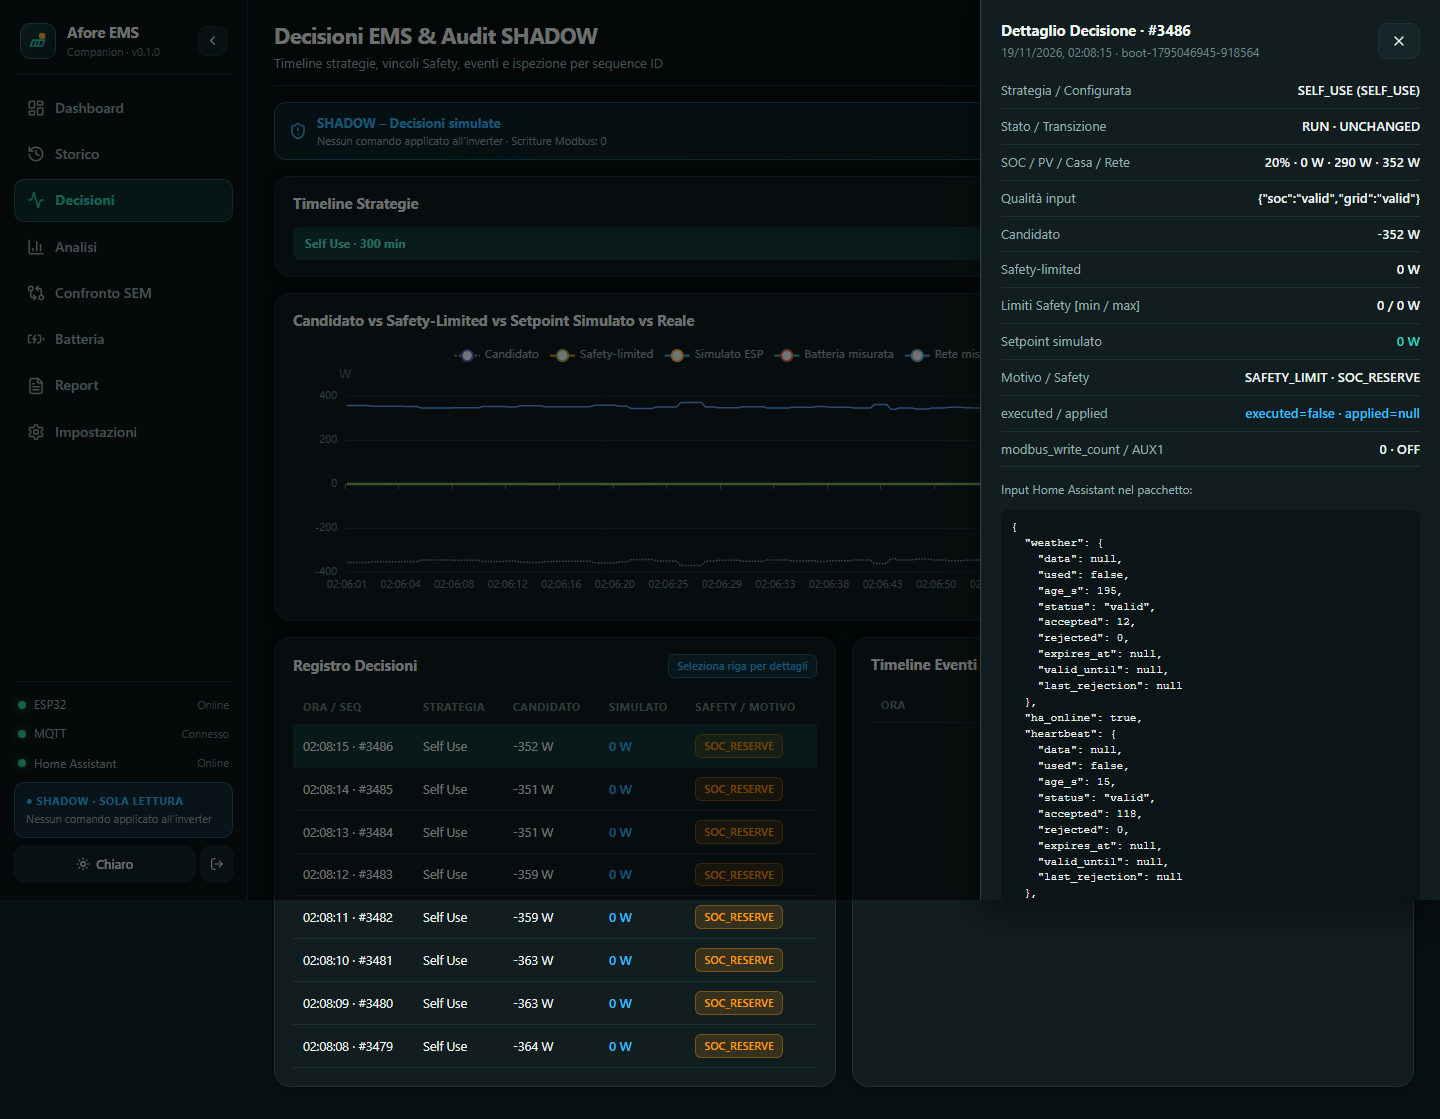 Afore EMS
Companion · v0.1.0
Dashboard
Storico
Decisioni
Analisi
Confronto SEM
Batteria
Report
Impostazioni
ESP32 Online
MQTT Connesso
Home Assistant Online
• SHADOW · SOLA LETTURA
Nessun comando applicato all'inverter
Chiaro
Decisioni EMS & Audit SHADOW
Timeline strategie, vincoli Safety, eventi e ispezione per sequence ID
SHADOW – Decisioni simulate
Nessun comando applicato all'inverter · Scritture Modbus: 0
Timeline Strategie
Self Use · 300 min
Candidato vs Safety-Limited vs Setpoint Simulato vs Reale
Candidato Safety-limited Simulato ESP Batteria misurata Rete mis
W
400
200
0
-200
-400
02:06:01 02:06:04 02:06:08 02:06:12 02:06:16 02:06:20 02:06:25 02:06:29 02:06:33 02:06:38 02:06:43 02:06:50 02
Registro Decisioni
Seleziona riga per dettagli
ORA / SEQ STRATEGIA CANDIDATO SIMULATO SAFETY / MOTIVO
02:08:15 · #3486 Self Use -352 W 0 W SOC_RESERVE
02:08:14 · #3485 Self Use -351 W 0 W SOC_RESERVE
02:08:13 · #3484 Self Use -351 W 0 W SOC_RESERVE
02:08:12 · #3483 Self Use -359 W 0 W SOC_RESERVE
02:08:11 · #3482 Self Use -359 W 0 W SOC_RESERVE
02:08:10 · #3481 Self Use -363 W 0 W SOC_RESERVE
02:08:09 · #3480 Self Use -363 W 0 W SOC_RESERVE
02:08:08 · #3479 Self Use -364 W 0 W SOC_RESERVE
Timeline Eventi
ORA
Dettaglio Decisione · #3486
19/11/2026, 02:08:15 · boot-1795046945-918564
Strategia / Configurata SELF_USE (SELF_USE)
Stato / Transizione RUN · UNCHANGED
SOC / PV / Casa / Rete 20% · 0 W · 290 W · 352 W
Qualità input {"soc":"valid","grid":"valid"}
Candidato -352 W
Safety-limited 0 W
Limiti Safety [min / max] 0 / 0 W
Setpoint simulato 0 W
Motivo / Safety SAFETY_LIMIT · SOC_RESERVE
executed / applied executed=false · applied=null
modbus_write_count / AUX1 0 · OFF
Input Home Assistant nel pacchetto:
{
"weather": {
"data": null,
"used": false,
"age_s": 195,
"status": "valid",
"accepted": 12,
"rejected": 0,
"expires_at": null,
"valid_until": null,
"last_rejection": null
},
"ha_online": true,
"heartbeat": {
"data": null,
"used": false,
"age_s": 15,
"status": "valid",
"accepted": 118,
"rejected": 0,
"expires_at": null,
"valid_until": null,
"last_rejection": null
},